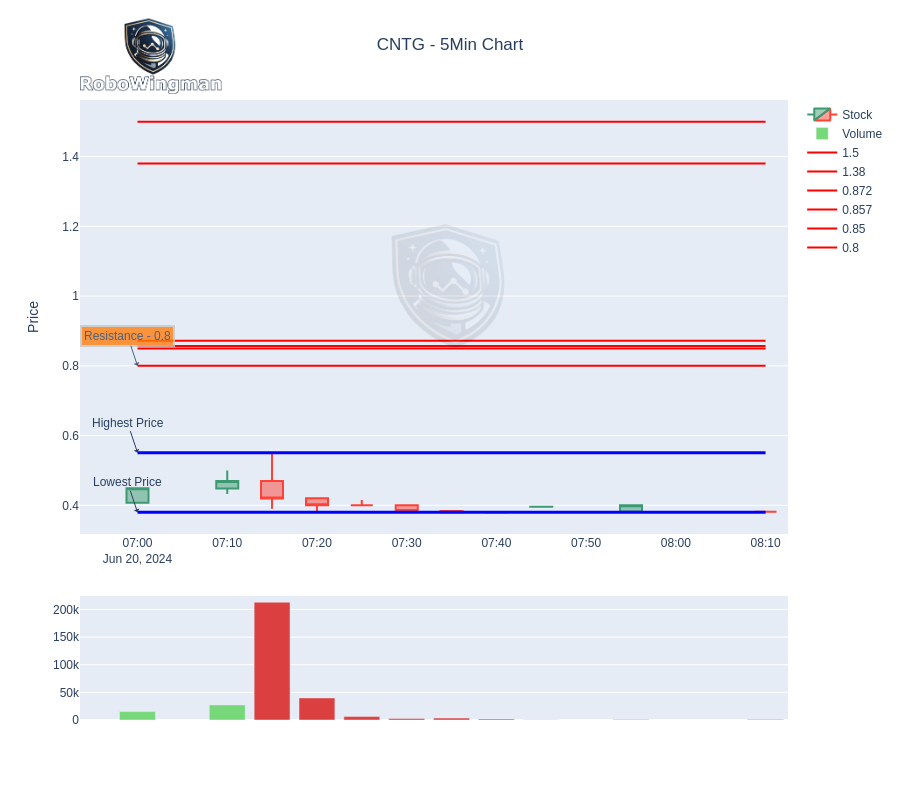 RoboWingman
CNTG - 5Min Chart
Stock
Volume
1.5
1.38
0.872
0.857
0.85
0.8
Price
1.4
1.2
1
0.8
0.6
0.4
Resistance - 0.8
Highest Price
Lowest Price
07:00
07:10
07:20
07:30
07:40
07:50
08:00
08:10
Jun 20, 2024
200k
150k
100k
50k
0